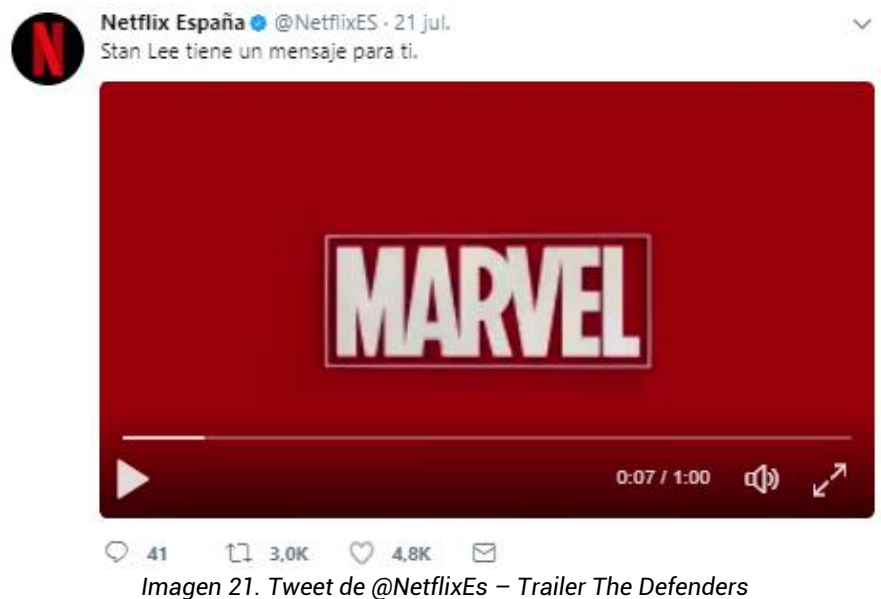 Netflix España @NetflixES · 21 jul.
Stan Lee tiene un mensaje para ti.
N
MARVEL
0:07 / 1:00
41 3,0K 4,8K
Imagen 21. Tweet de @NetflixEs – Trailer The Defenders